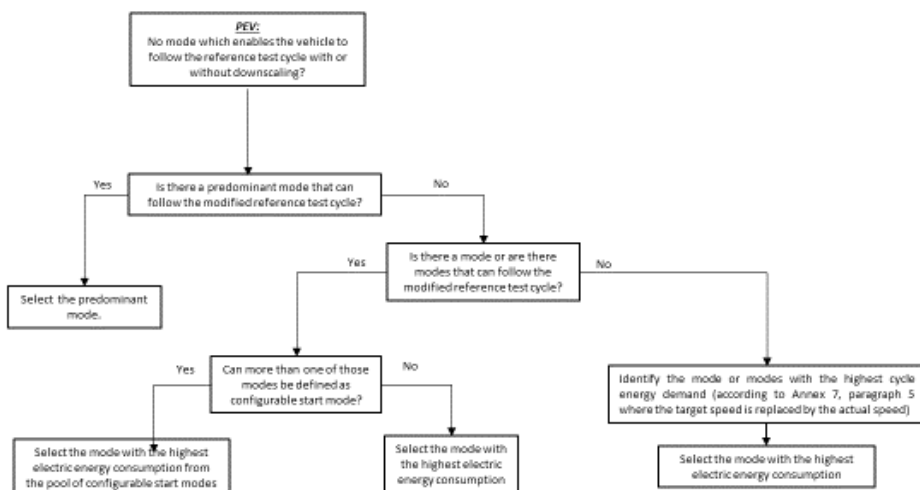 PEV:
No mode which enables the vehicle to
follow the reference test cycle with or
without downscaling?
Yes
Is there a predominant mode that can
follow the modified reference test cycle?
No
Select the predominant
mode.
Yes
Is there a mode or are there
modes that can follow the
modified reference test cycle?
No
Yes
Can more than one of those
modes be defined as
configurable start mode?
No
Identify the mode or modes with the highest cycle
energy demand (according to Annex 7, paragraph 5
where the target speed is replaced by the actual speed)
Select the mode with the highest
electric energy consumption from
the pool of configurable start modes
Select the mode with
the highest electric
energy consumption
Select the mode with the highest
electric energy consumption